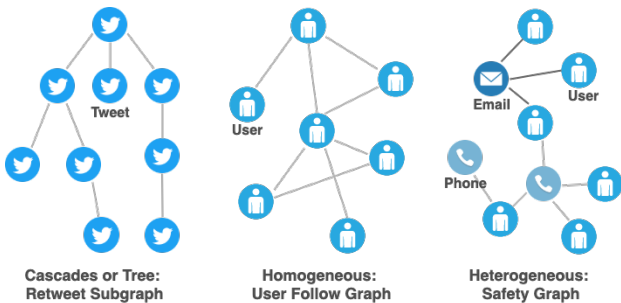 Tweet
Cascades or Tree:
Retweet Subgraph
User
Homogeneous:
User Follow Graph
Email
User
Phone
Heterogeneous:
Safety Graph